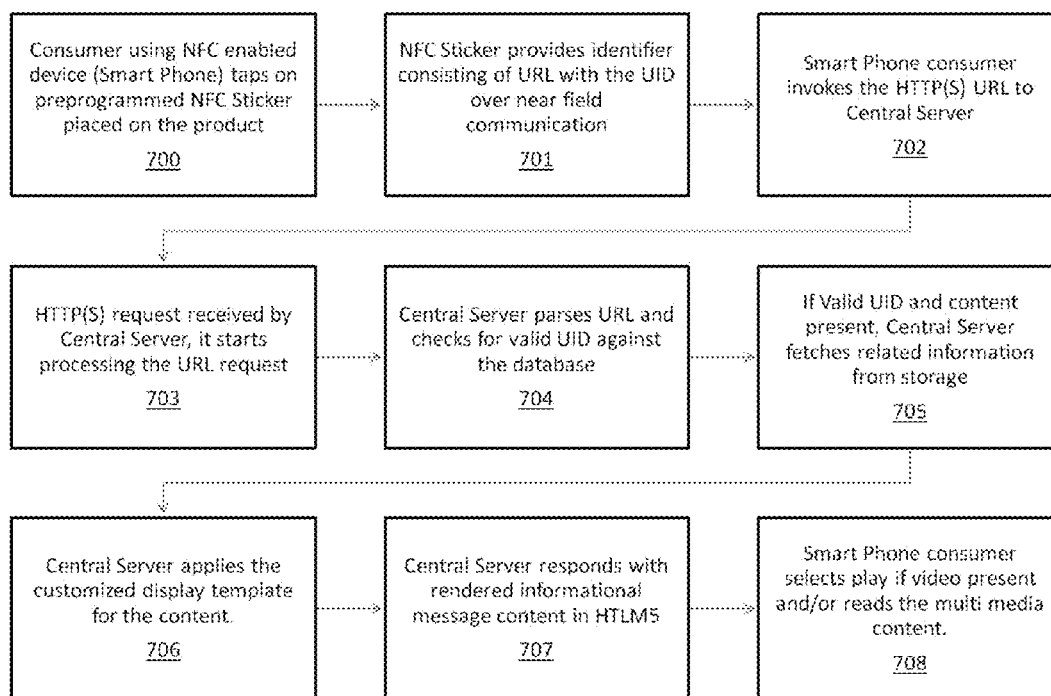 Consumer using NFC enabled
device (Smart Phone) taps on
preprogrammed NFC Sticker
placed on the product
700
NFC Sticker provides identifier
consisting of URL with the UID
over near field
communication
701
Smart Phone consumer
invokes the HTTP(S) URL to
Central Server
702
HTTP(S) request received by
Central Server, it starts
processing the URL request
703
Central Server parses URL and
checks for valid UID against
the database
704
If Valid UID and content
present, Central Server
fetches related information
from storage
705
Central Server applies the
customized display template
for the content.
706
Central Server responds with
rendered informational
message content in HTLM5
707
Smart Phone consumer
selects play if video present
and/or reads the multi media
content.
708